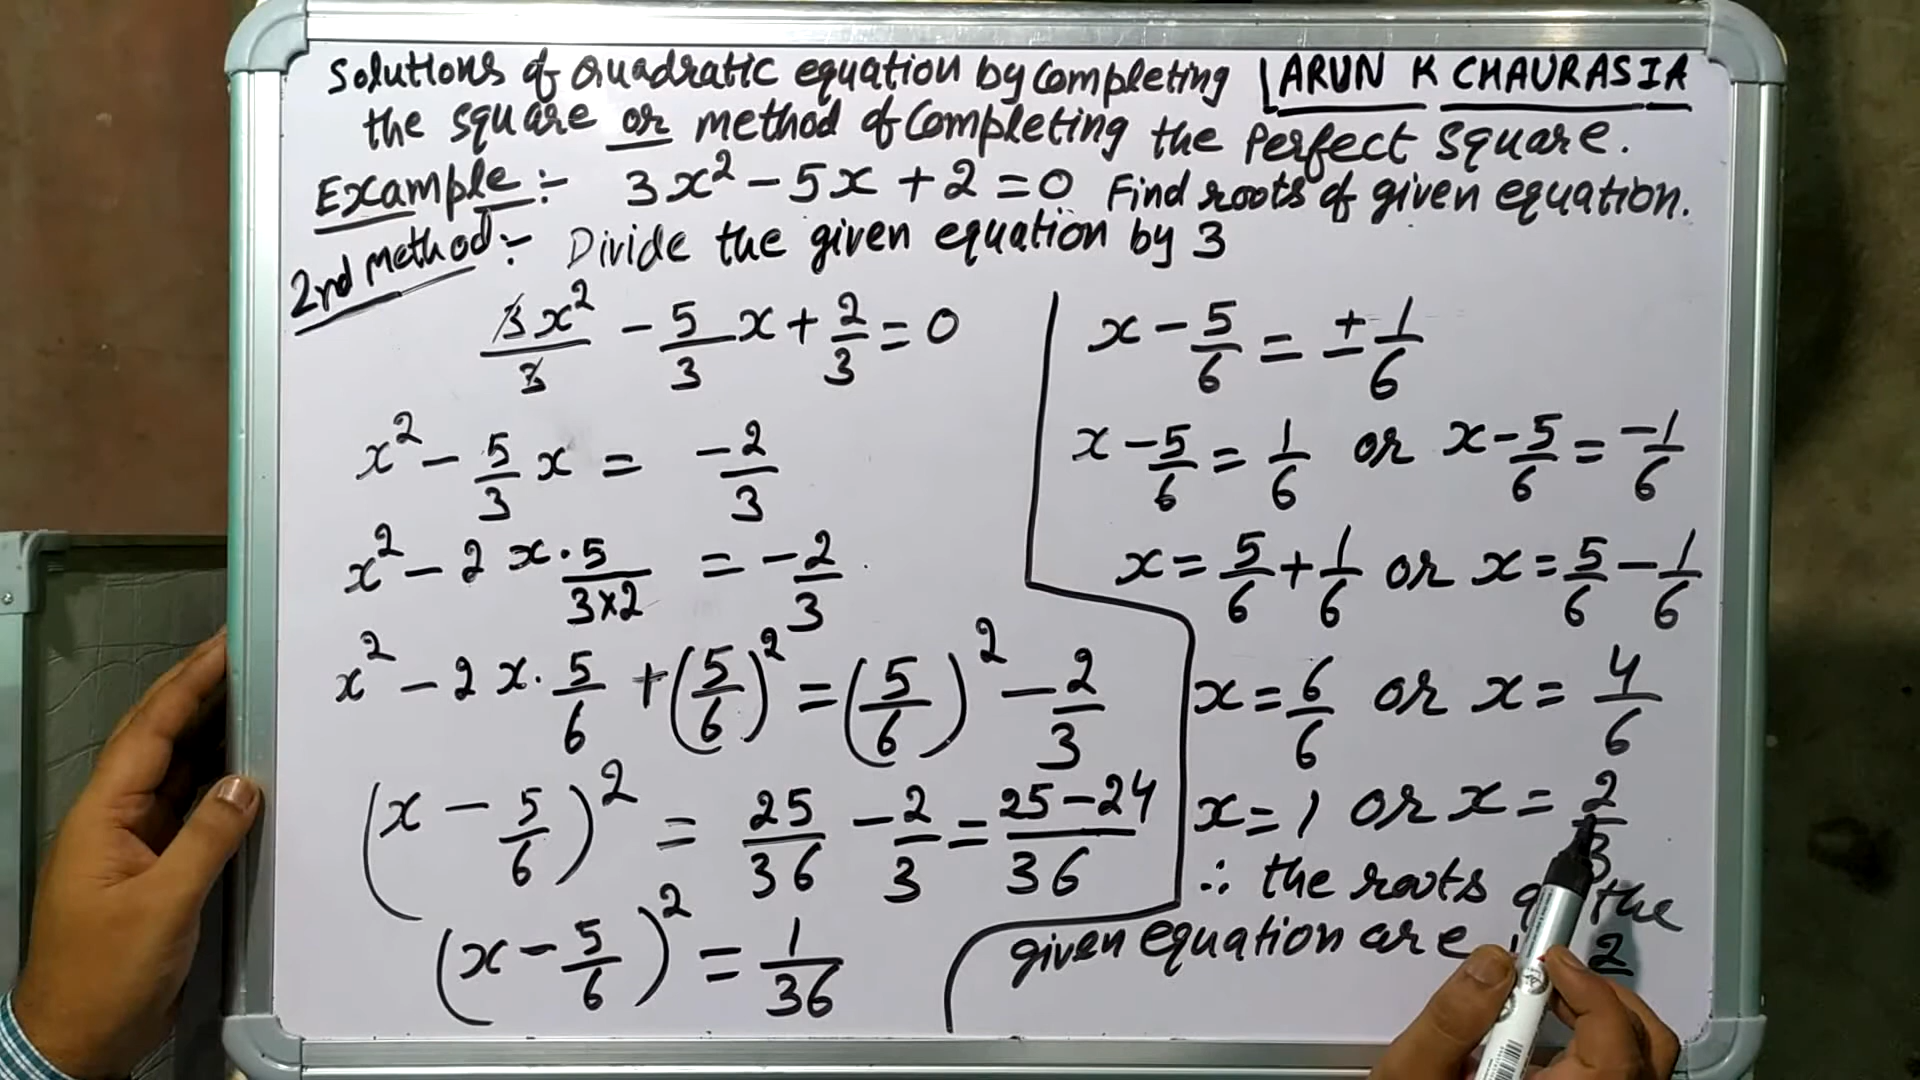 Solutions of Quadratic equation by Completing
ARUN K CHAURASIA
the square or method of Completing the Perfect Square.
Example:- 3x² - 5x + 2 = 0 Find roots of given equation.
2nd Method:- Divide the given equation by 3
3x²/3 - 5/3 x + 2/3 = 0
x² - 5/3 x = -2/3
x² - 2 x · 5/(3×2) = -2/3
x² - 2 x · 5/6 + (5/6)² = (5/6)² - 2/3
(x - 5/6)² = 25/36 - 2/3 = (25-24)/36
(x - 5/6)² = 1/36
x - 5/6 = ± 1/6
x - 5/6 = 1/6 or x - 5/6 = -1/6
x = 5/6 + 1/6 or x = 5/6 - 1/6
x = 6/6 or x = 4/6
x = 1 or x = 2/3
∴ the roots of the
given equation are 2